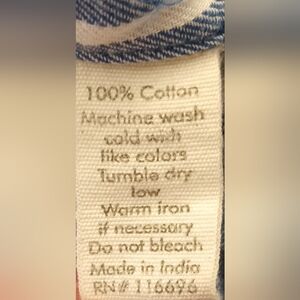 100% Cotton
Machine wash
cold with
like colors
Tumble dry
low
Warm iron
if necessary
Do not bleach
Made in India
RN# 116696